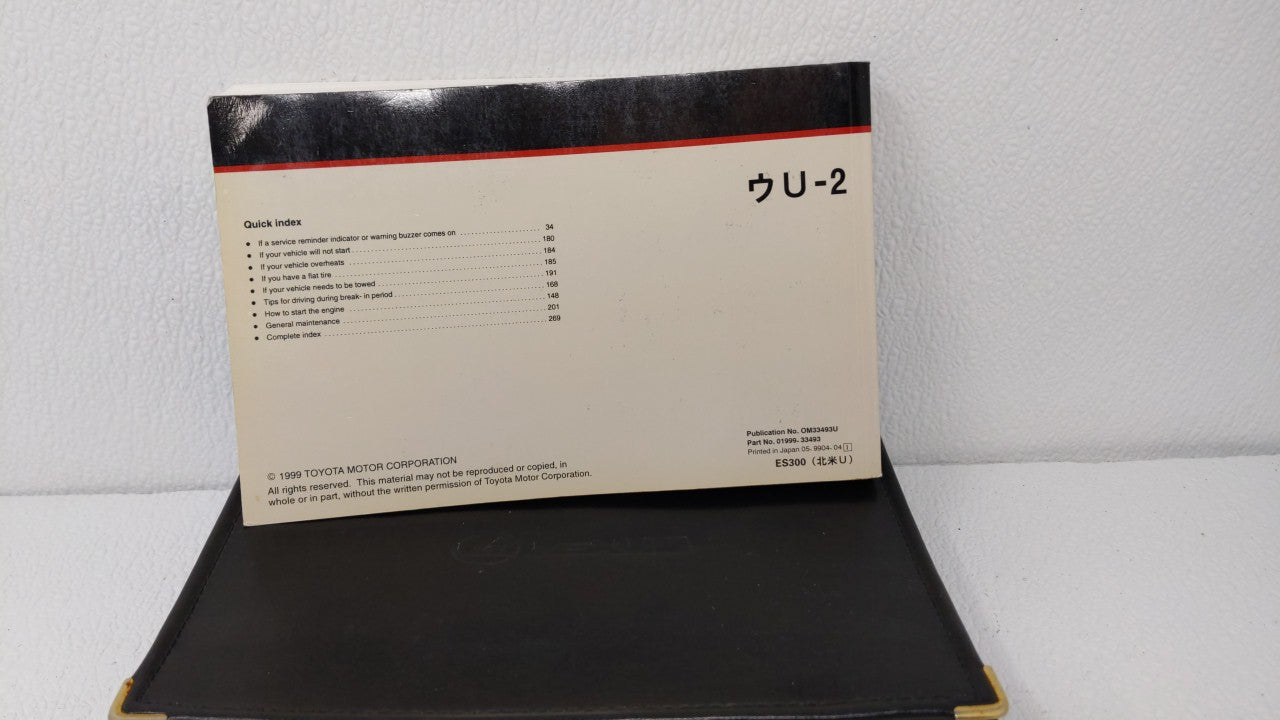 ウU-2
Quick index
● If a service reminder indicator or warning buzzer comes on ........................ 34
● If your vehicle will not start ........................ 180
● If your vehicle overheats ........................ 184
● If you have a flat tire ........................ 185
● If your vehicle needs to be towed ........................ 191
● Tips for driving during break- in period ........................ 168
● How to start the engine ........................ 148
● General maintenance ........................ 201
● Complete index ........................ 269
Publication No. OM33493U
Part No. 01999-33493
Printed in Japan 05-9904-04 1
ES300 (北米U)
© 1999 TOYOTA MOTOR CORPORATION
All rights reserved. This material may not be reproduced or copied, in
whole or in part, without the written permission of Toyota Motor Corporation.